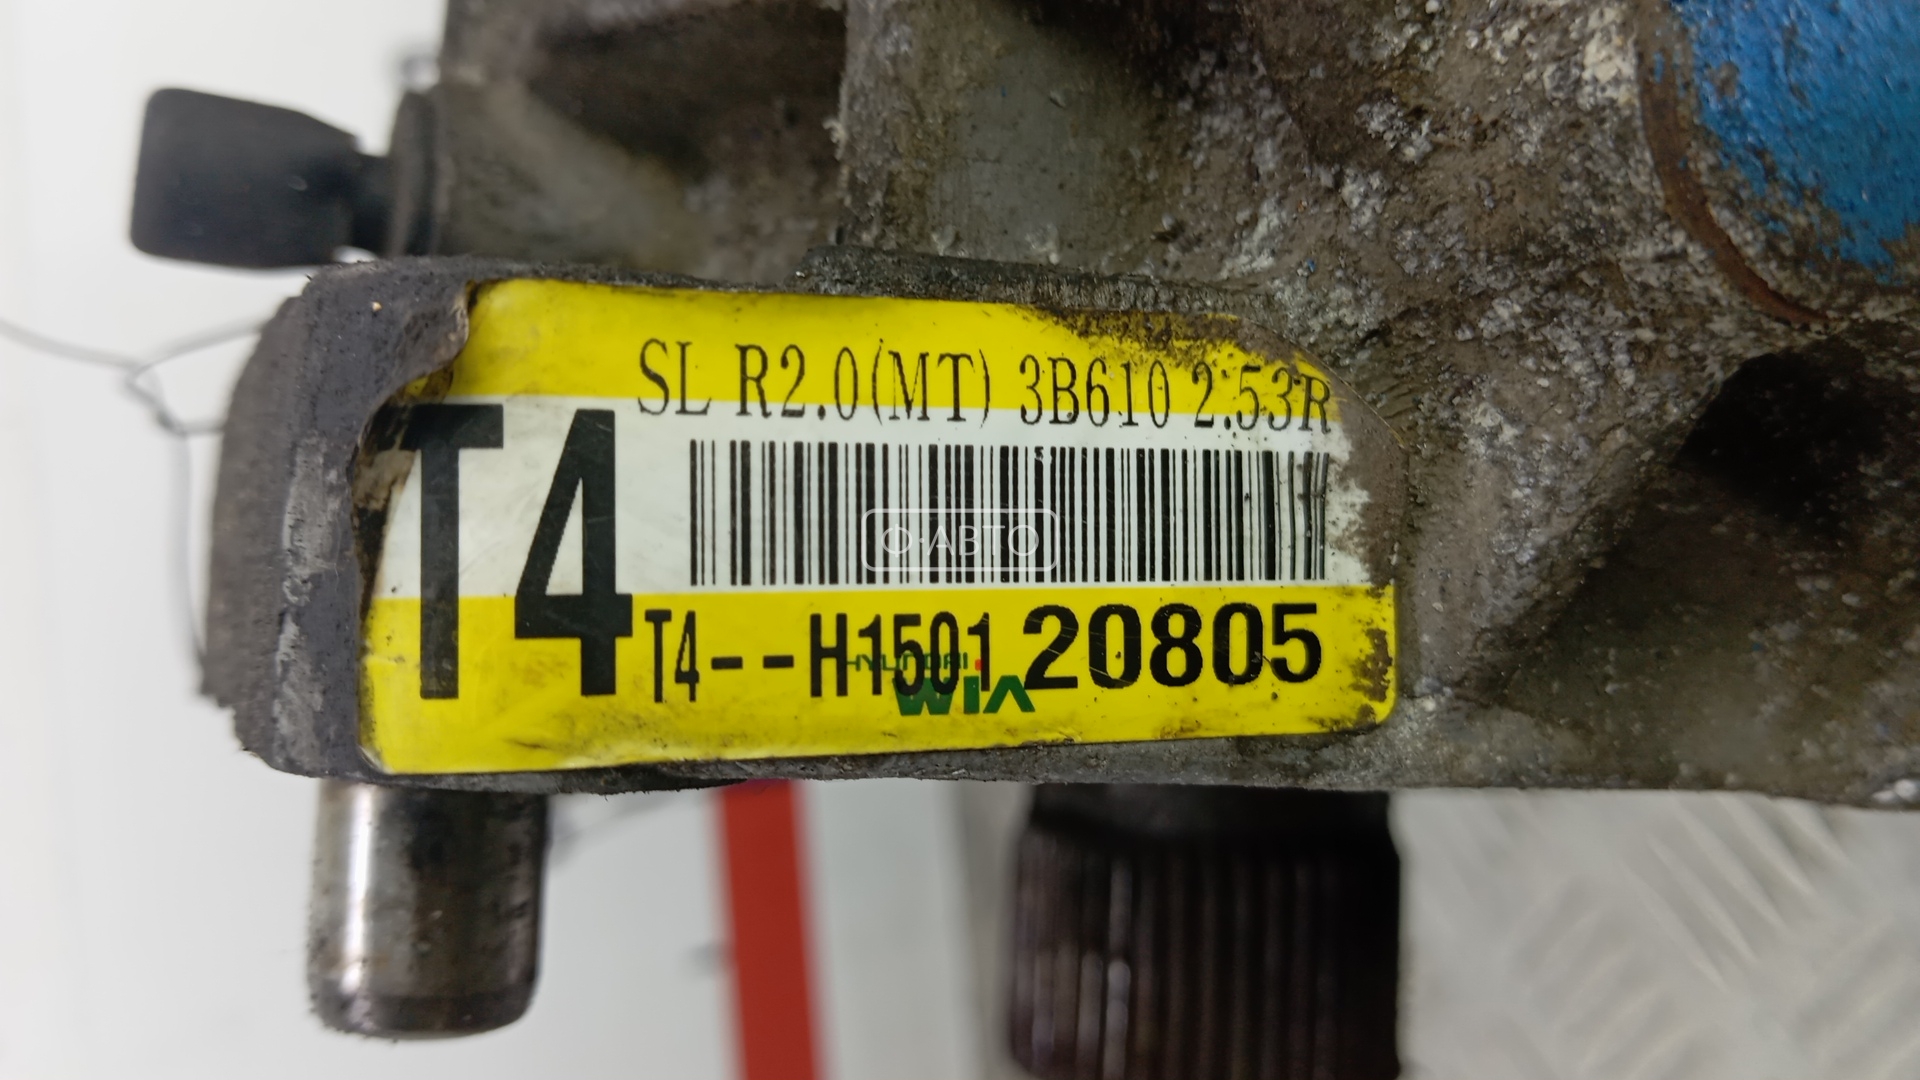 SL R2.0(MT) 3B610 2.53R
T4
Ф-АВТО
T4--H1501 20805
HYUNDAI
WIA